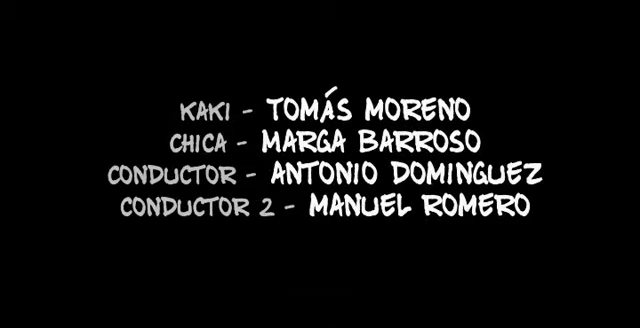 KAKI - TOMÁS MORENO
CHICA - MARGA BARROSO
CONDUCTOR - ANTONIO DOMINGUEZ
CONDUCTOR 2 - MANUEL ROMERO